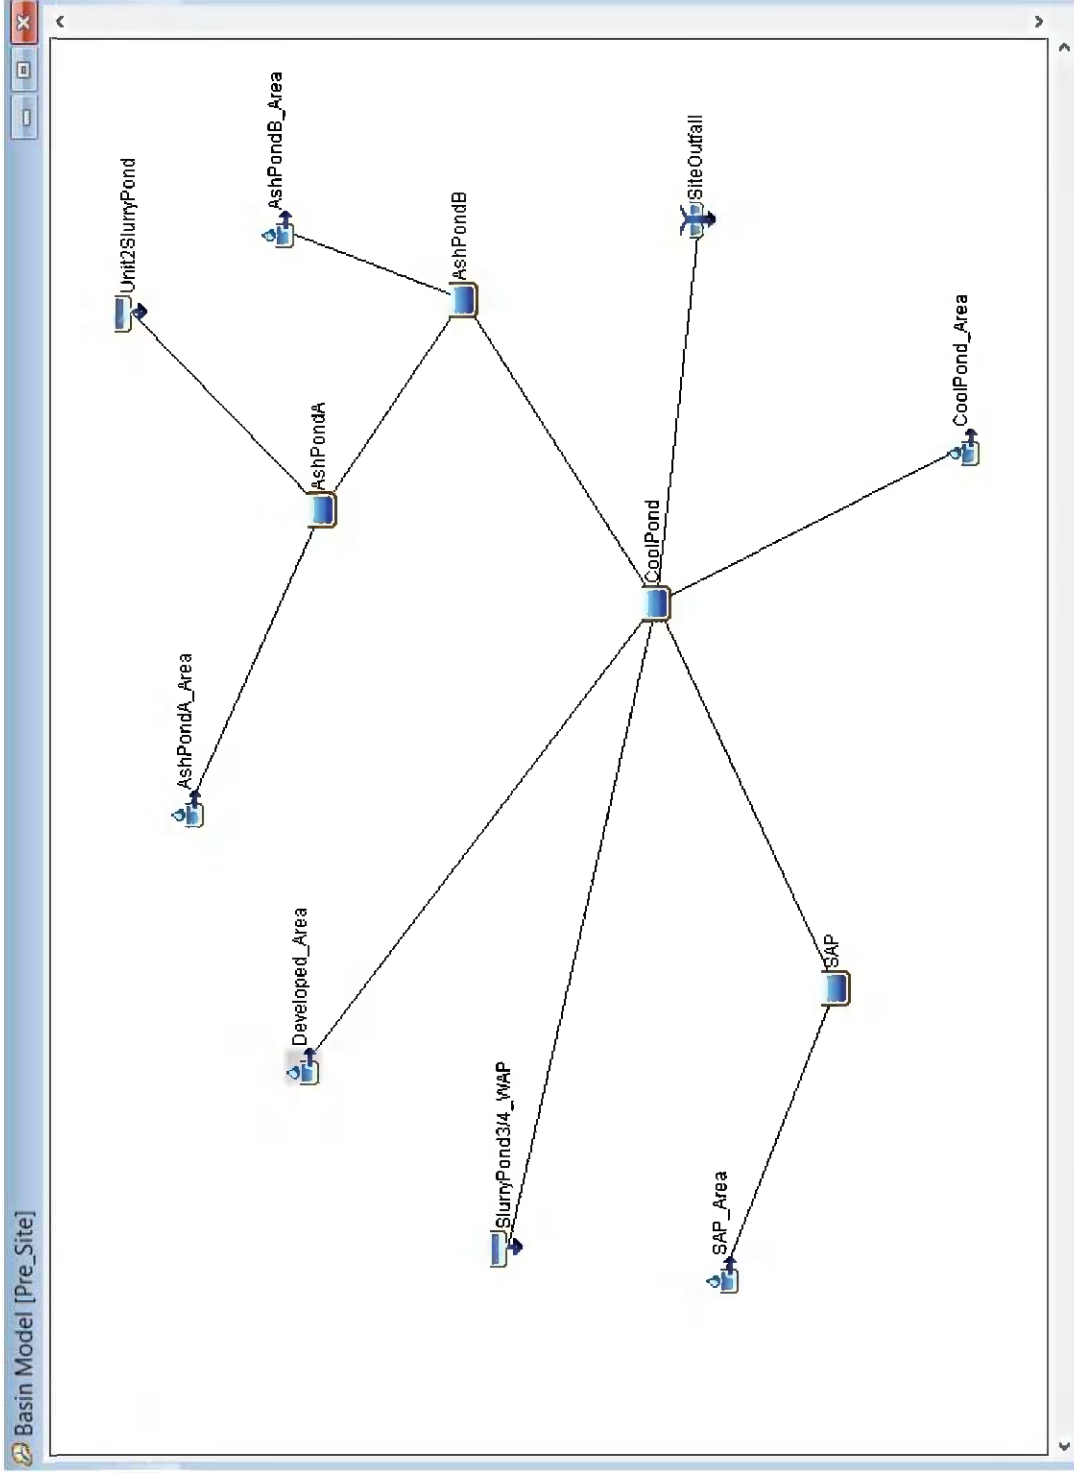 Basin Model [Pre_Site]
Unit2SlurryPond
AshPondA_Area
AshPondB_Area
Developed_Area
AshPondA
AshPondB
SlurryPond3/4_WAP
CoolPond
SiteOutfall
SAP_Area
SAP
CoolPond_Area